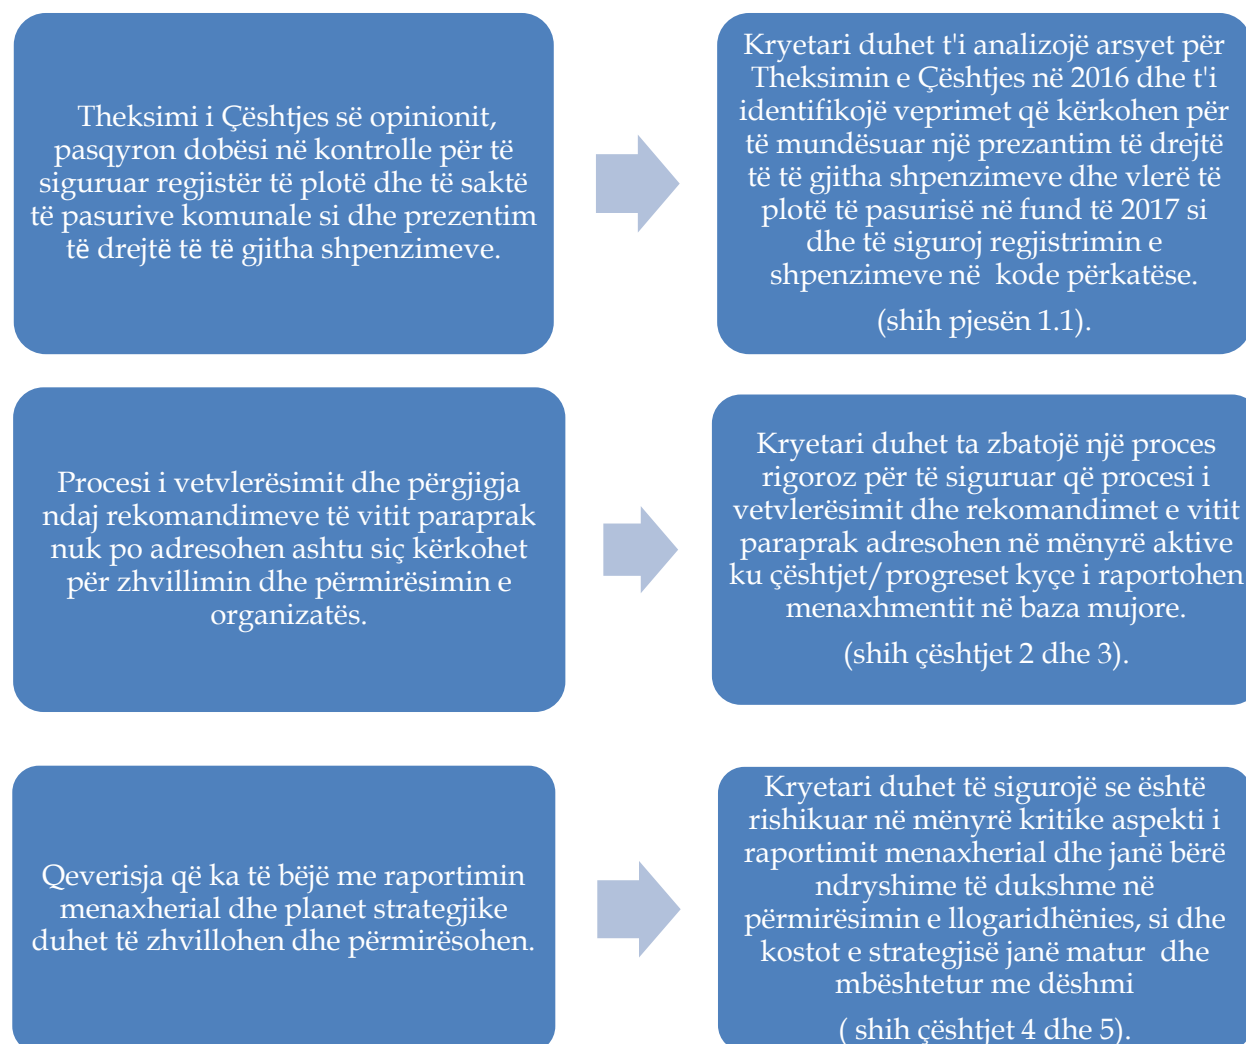 Theksimi i Çështjes së opinionit,
pasqyron dobësi në kontrolle për të
siguruar regjistër të plotë dhe të saktë
të pasurive komunale si dhe prezentim
të drejtë të të gjitha shpenzimeve.
Kryetari duhet t'i analizojë arsyet për
Theksimin e Çështjes në 2016 dhe t'i
identifikojë veprimet që kërkohen për
të mundësuar një prezantim të drejtë
të të gjitha shpenzimeve dhe vlerë të
plotë të pasurisë në fund të 2017 si
dhe të siguroj regjistrimin e
shpenzimeve në kode përkatëse.
(shih pjesën 1.1).
Procesi i vetvlerësimit dhe përgjigja
ndaj rekomandimeve të vitit paraprak
nuk po adresohen ashtu siç kërkohet
për zhvillimin dhe përmirësimin e
organizatës.
Kryetari duhet ta zbatojë një proces
rigoroz për të siguruar që procesi i
vetvlerësimit dhe rekomandimet e vitit
paraprak adresohen në mënyrë aktive
ku çështjet/progreset kyçe i raportohen
menaxhmentit në baza mujore.
(shih çështjet 2 dhe 3).
Qeverisja që ka të bëjë me raportimin
menaxherial dhe planet strategjike
duhet të zhvillohen dhe përmirësohen.
Kryetari duhet të sigurojë se është
rishikuar në mënyrë kritike aspekti i
raportimit menaxherial dhe janë bërë
ndryshime të dukshme në
përmirësimin e llogaridhënies, si dhe
kostot e strategjisë janë matur dhe
mbështetur me dëshmi
( shih çështjet 4 dhe 5).